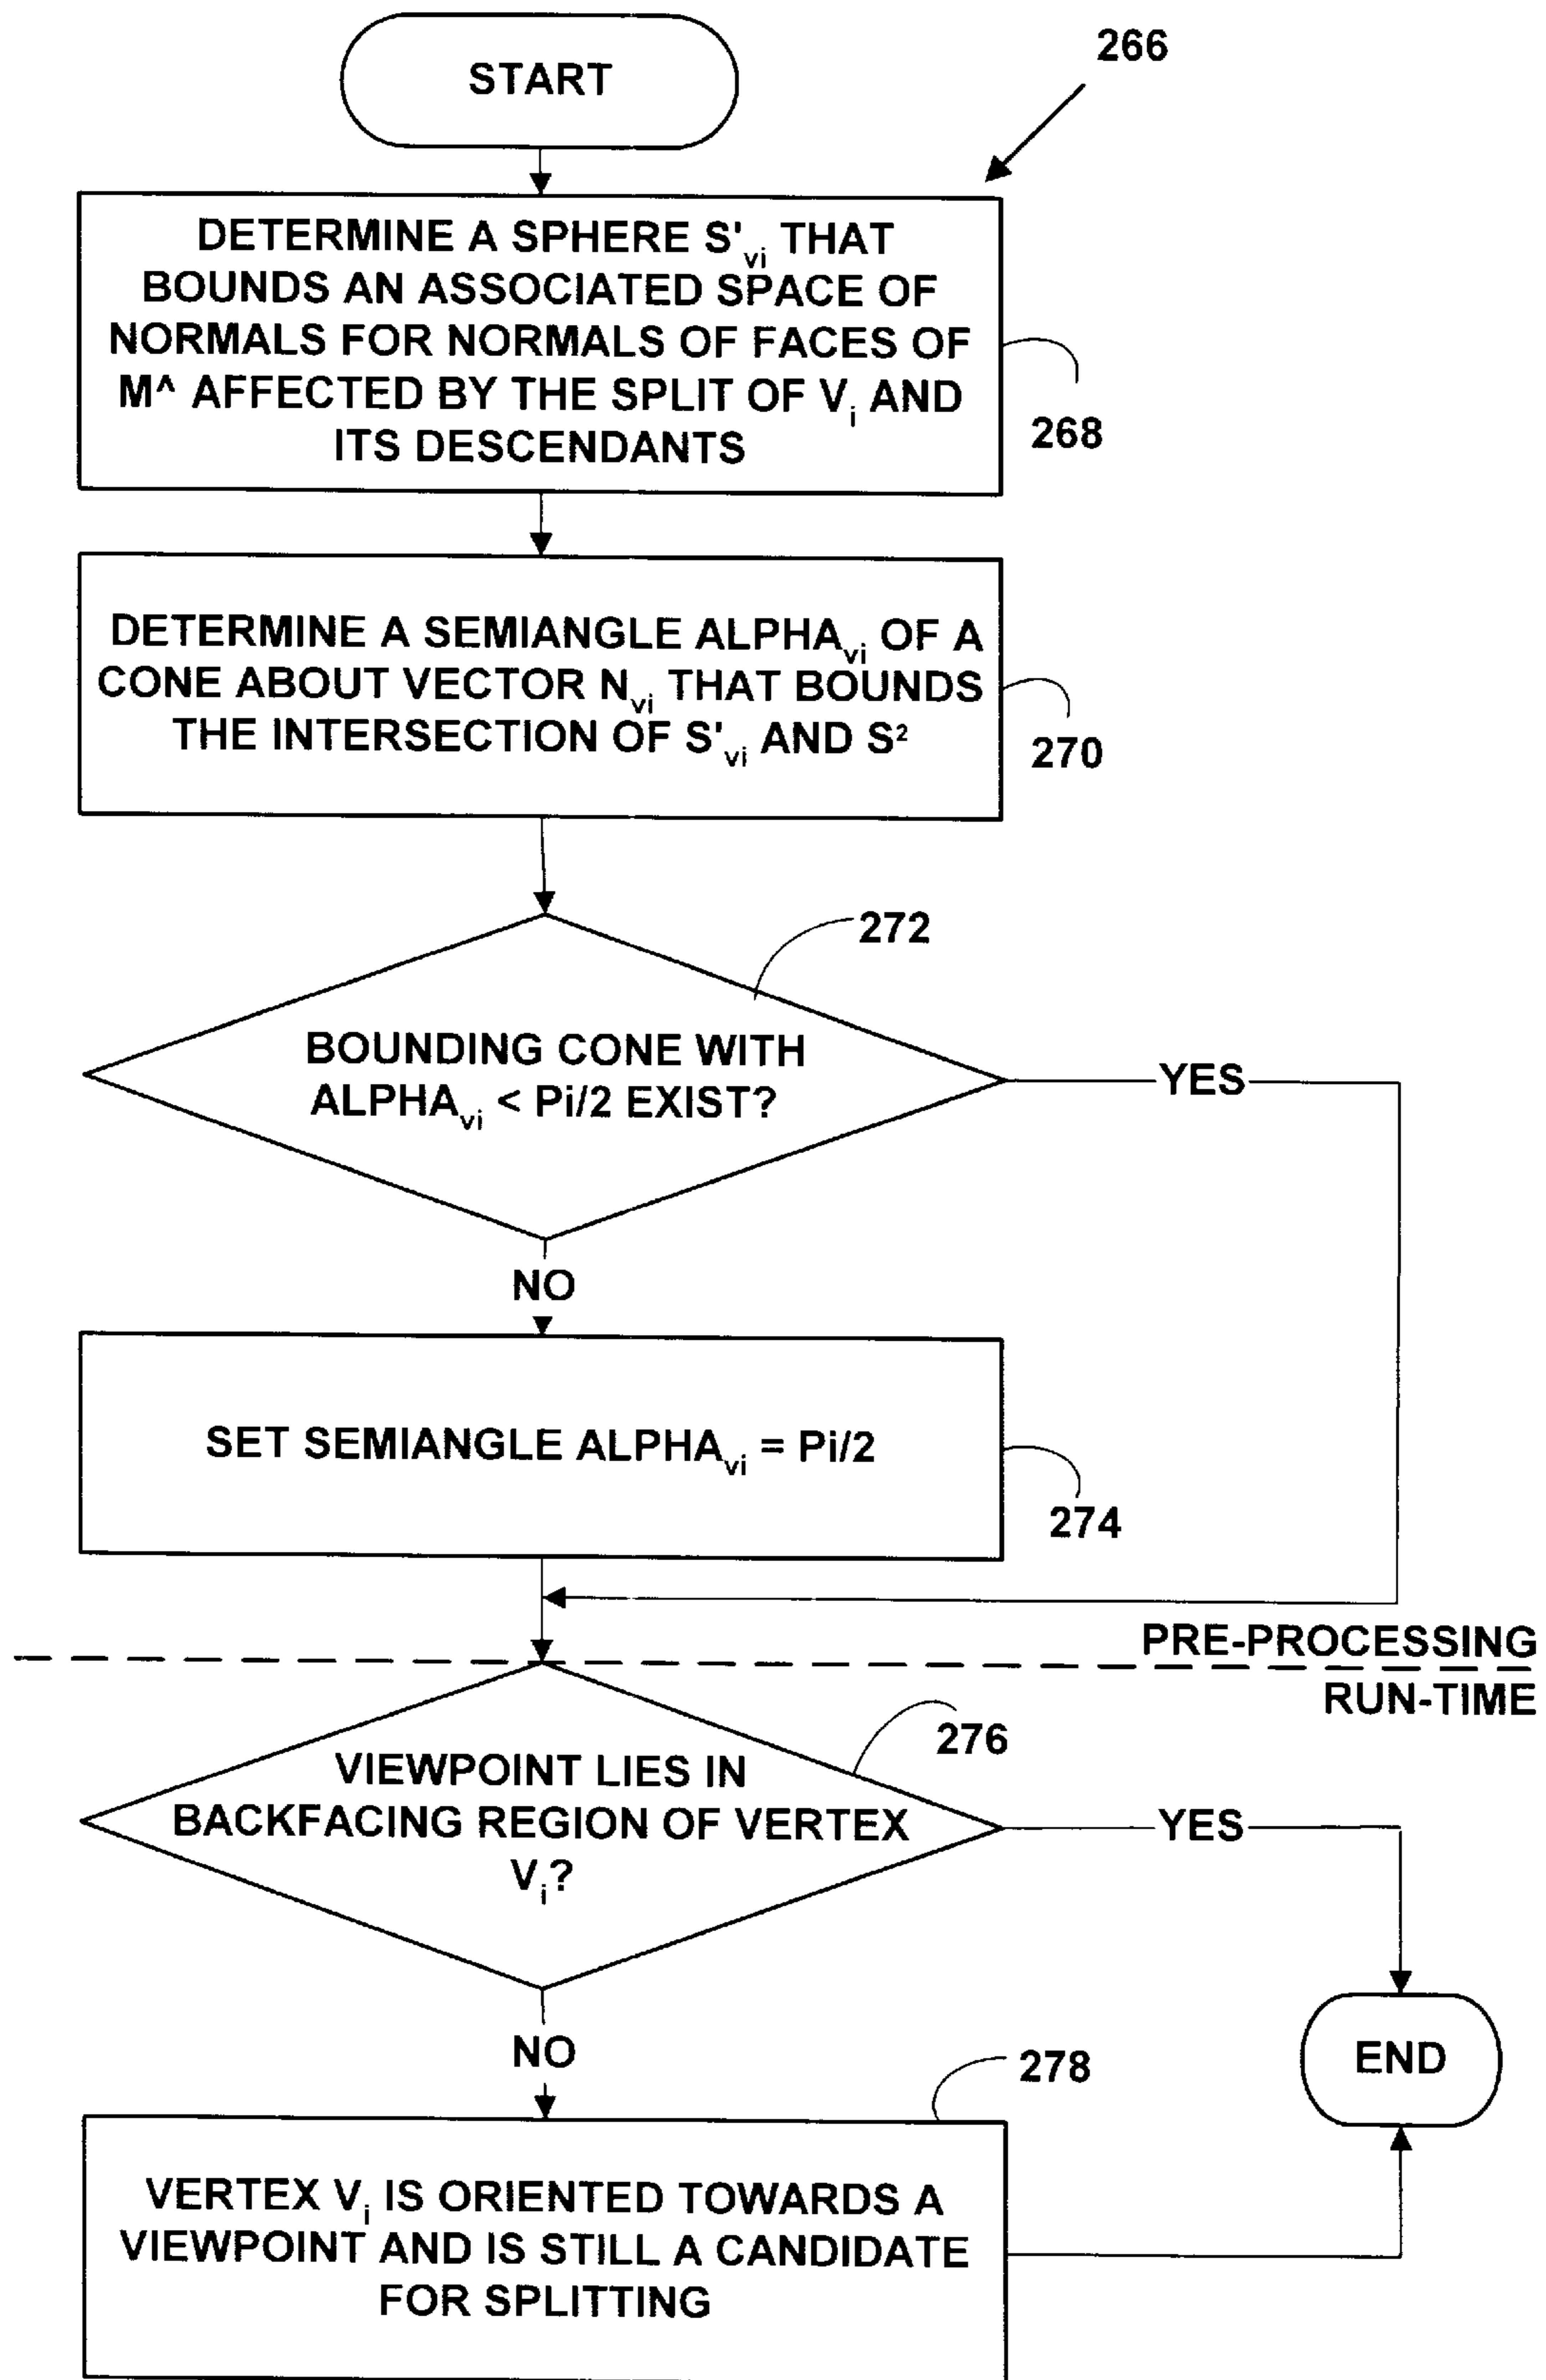 START
266
DETERMINE A SPHERE S'vi THAT
BOUNDS AN ASSOCIATED SPACE OF
NORMALS FOR NORMALS OF FACES OF
M^ AFFECTED BY THE SPLIT OF Vi AND
ITS DESCENDANTS
268
DETERMINE A SEMIANGLE ALPHAvi OF A
CONE ABOUT VECTOR Nvi THAT BOUNDS
THE INTERSECTION OF S'vi AND S²
270
272
BOUNDING CONE WITH
ALPHAvi < Pi/2 EXIST?
YES
NO
SET SEMIANGLE ALPHAvi = Pi/2
274
PRE-PROCESSING
RUN-TIME
276
VIEWPOINT LIES IN
BACKFACING REGION OF VERTEX
Vi?
YES
NO
END
278
VERTEX Vi IS ORIENTED TOWARDS A
VIEWPOINT AND IS STILL A CANDIDATE
FOR SPLITTING